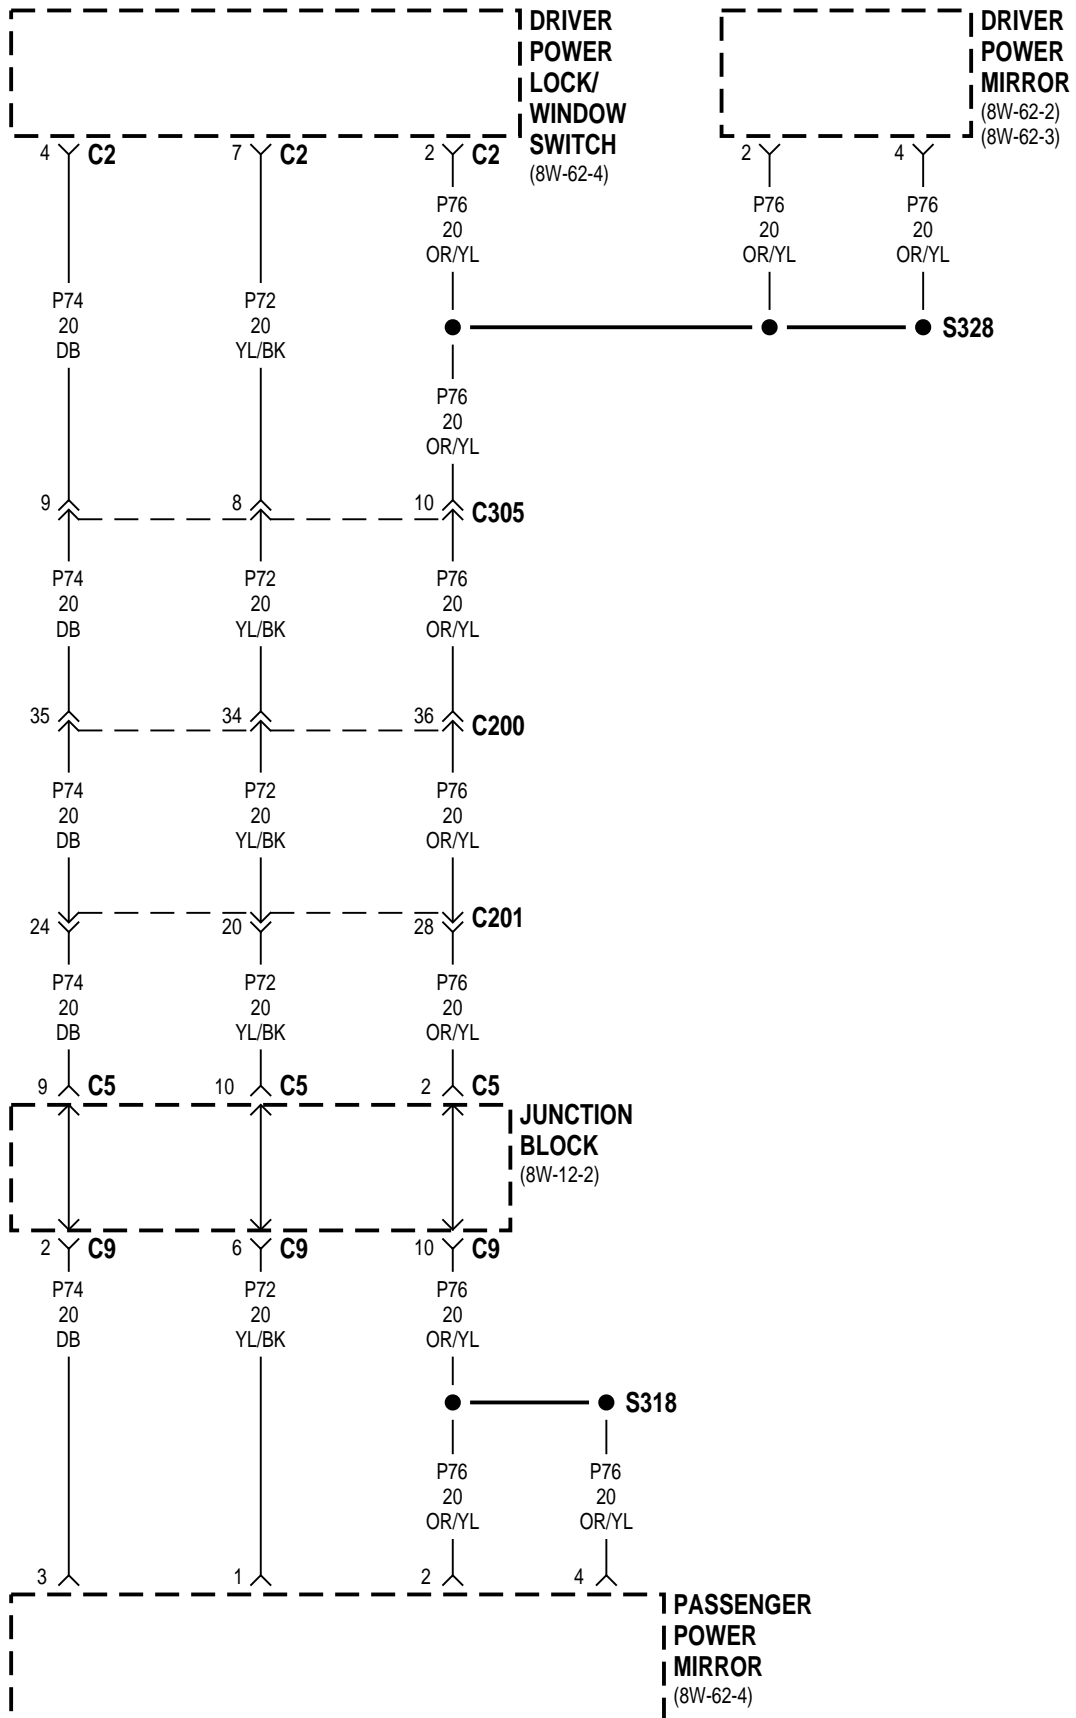 DRIVER
POWER
LOCK/
WINDOW
SWITCH
(8W-62-4)
DRIVER
POWER
MIRROR
(8W-62-2)
(8W-62-3)
4 C2 7 C2 2 C2
2 4
P76 P76 P76
20 20 20
OR/YL OR/YL OR/YL
P74 P72
20 20
DB YL/BK
S328
P76
20
OR/YL
9 8 10 C305
P74 P72 P76
20 20 20
DB YL/BK OR/YL
35 34 36 C200
P74 P72 P76
20 20 20
DB YL/BK OR/YL
24 20 28 C201
P74 P72 P76
20 20 20
DB YL/BK OR/YL
9 C5 10 C5 2 C5
JUNCTION
BLOCK
(8W-12-2)
2 C9 6 C9 10 C9
P74 P72 P76
20 20 20
DB YL/BK OR/YL
S318
P76 P76
20 20
OR/YL OR/YL
3 1 2 4
PASSENGER
POWER
MIRROR
(8W-62-4)